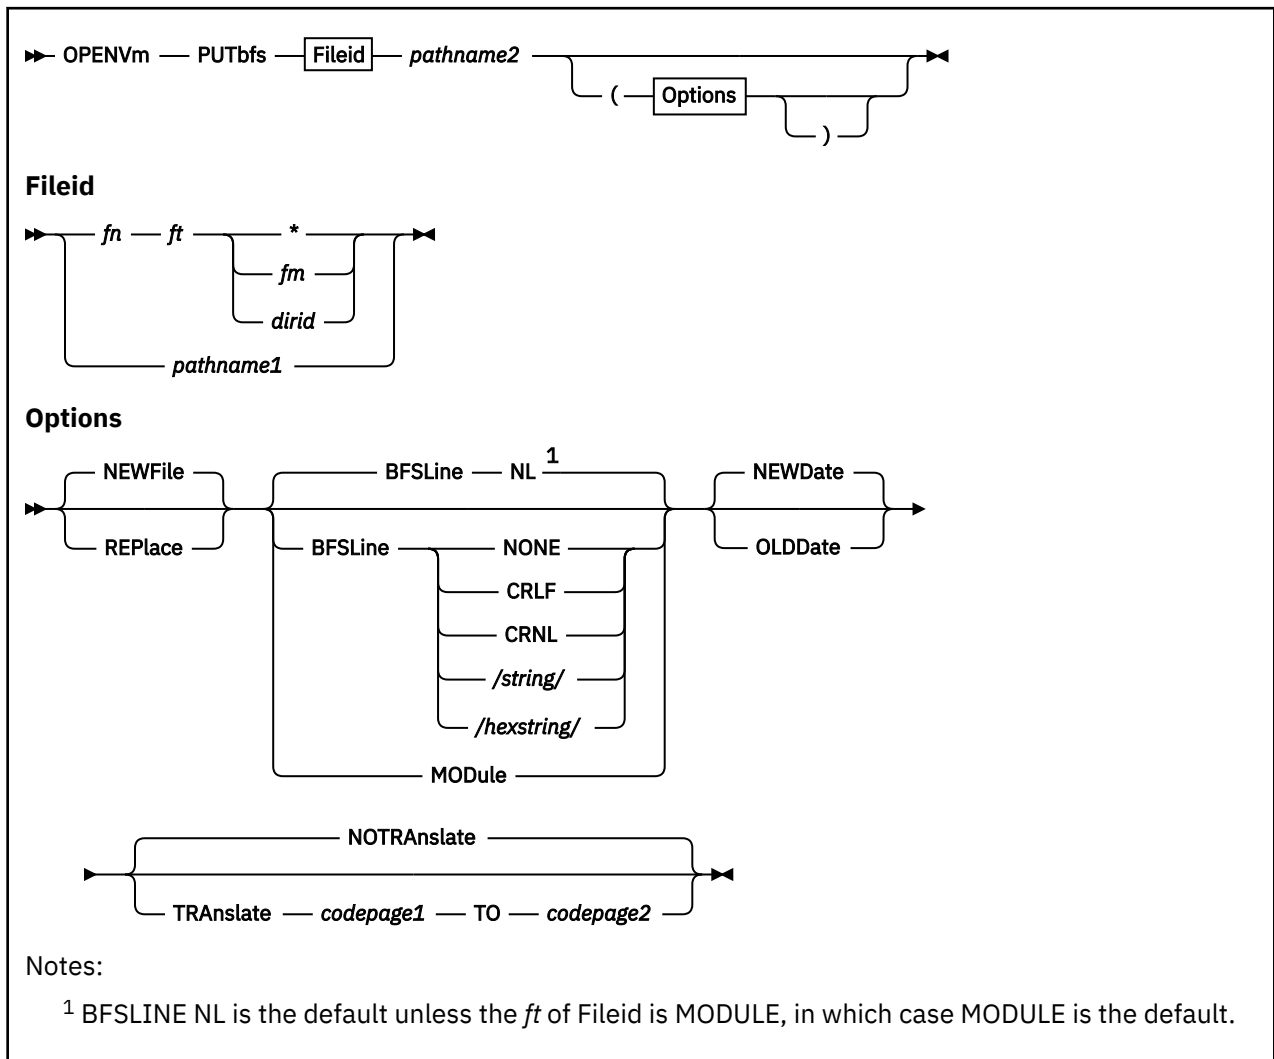 OPENVm PUTbfs Fileid pathname2
( Options
)
Fileid
fn ft *
fm
dirid
pathname1
Options
NEWFile BFSLine NL 1 NEWDate
REPlace BFSLine NONE OLDDate
CRLF
CRNL
/string/
/hexstring/
MODule
NOTRAnslate
TRAnslate codepage1 TO codepage2
Notes:
1 BFSLINE NL is the default unless the ft of Fileid is MODULE, in which case MODULE is the default.